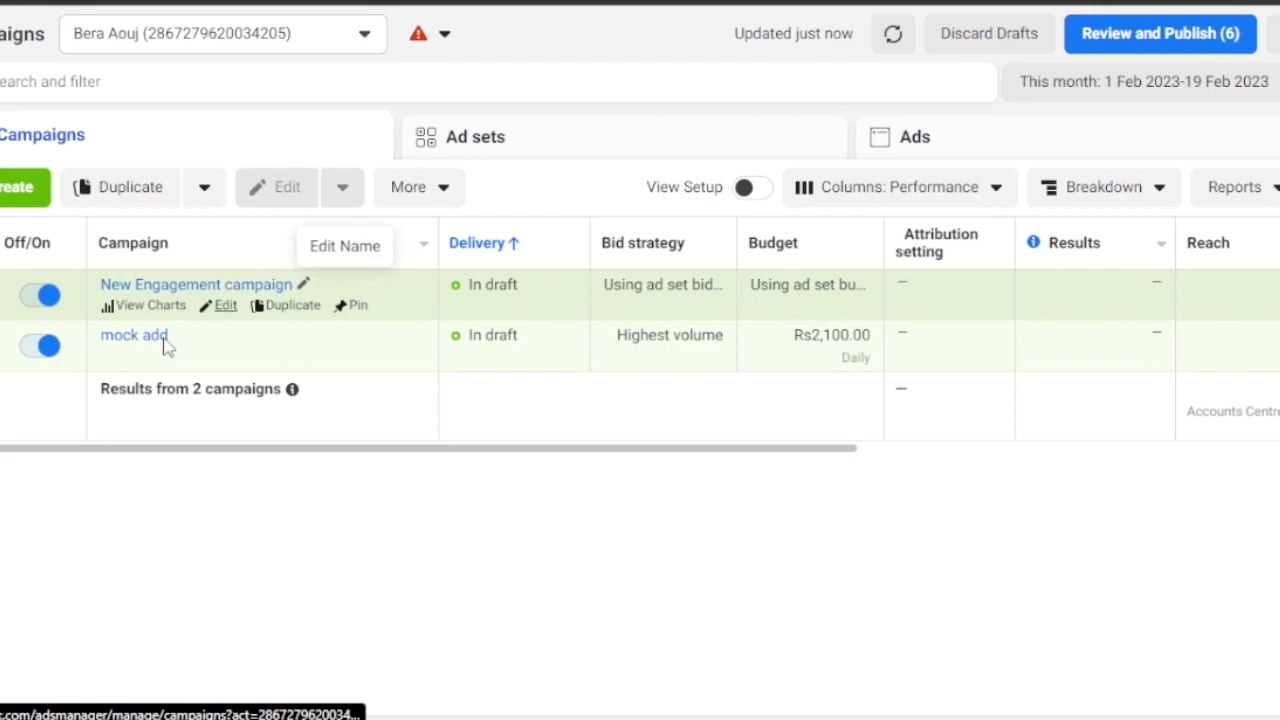 aigns
Bera Aouj (2867279620034205)
Updated just now
Discard Drafts
Review and Publish (6)
earch and filter
This month: 1 Feb 2023-19 Feb 2023
Campaigns
Ad sets
Ads
reate
Duplicate
Edit
More
View Setup
Columns: Performance
Breakdown
Reports
Off/On
Campaign
Edit Name
Delivery↑
Bid strategy
Budget
Attribution setting
Results
Reach
New Engagement campaign
In draft
Using ad set bid...
Using ad set bu...
—
—
View Charts
Edit
Duplicate
Pin
mock add
In draft
Highest volume
Rs2,100.00
—
—
Daily
Results from 2 campaigns
—
Accounts Centre
.com/adsmanager/manage/campaigns?act=2867279620034...